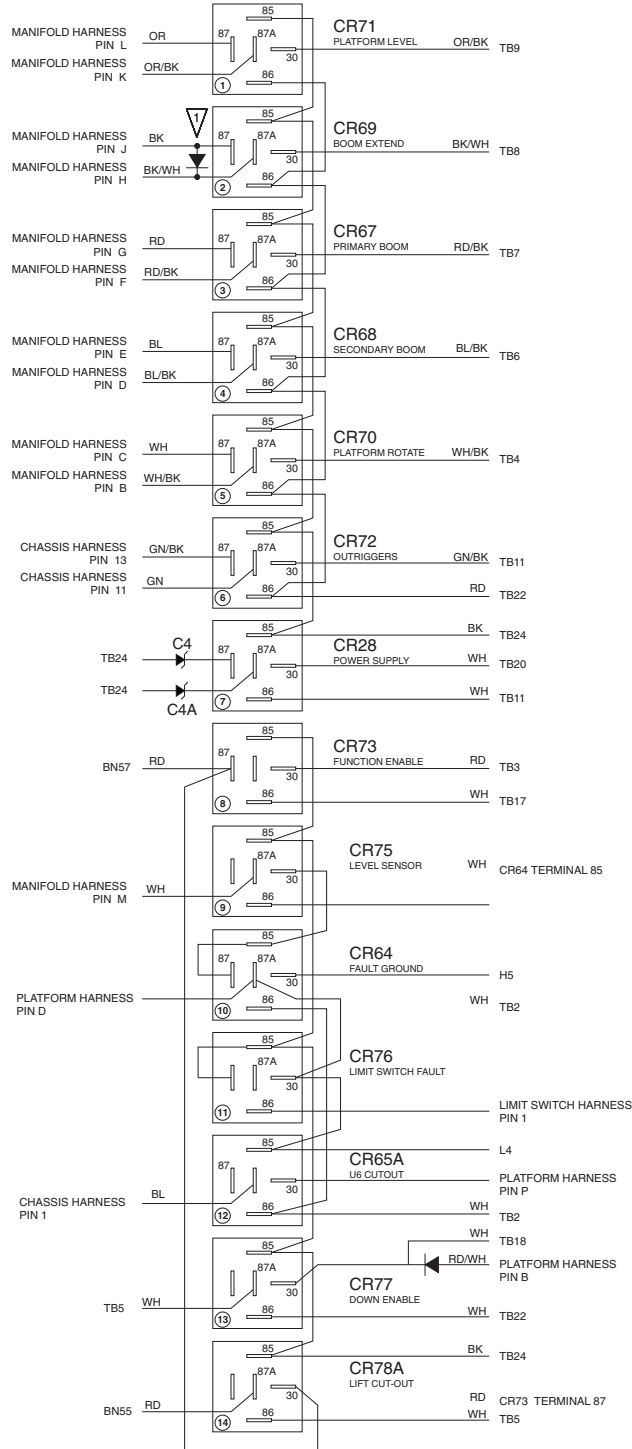 85
CR71
MANIFOLD HARNESS PIN L OR 87 87A PLATFORM LEVEL OR/BK TB9
30
MANIFOLD HARNESS PIN K OR/BK 86
1
1
85
CR69
MANIFOLD HARNESS PIN J BK 87 87A BOOM EXTEND BK/WH TB8
30
MANIFOLD HARNESS PIN H BK/WH 86
2
85
CR67
MANIFOLD HARNESS PIN G RD 87 87A PRIMARY BOOM RD/BK TB7
30
MANIFOLD HARNESS PIN F RD/BK 86
3
85
CR68
MANIFOLD HARNESS PIN E BL 87 87A SECONDARY BOOM BL/BK TB6
30
MANIFOLD HARNESS PIN D BL/BK 86
4
85
CR70
MANIFOLD HARNESS PIN C WH 87 87A PLATFORM ROTATE WH/BK TB4
30
MANIFOLD HARNESS PIN B WH/BK 86
5
85
CR72
CHASSIS HARNESS PIN 13 GN/BK 87 87A OUTRIGGERS GN/BK TB11
30
CHASSIS HARNESS PIN 11 GN 86 RD TB22
6
85 BK TB24
C4 CR28
TB24 87 87A POWER SUPPLY WH TB20
30
TB24 86 WH TB11
C4A 7
85
CR73
87 FUNCTION ENABLE
BN57 RD 30 RD TB3
86 WH TB17
8
85
CR75
87A LEVEL SENSOR WH CR64 TERMINAL 85
30
MANIFOLD HARNESS PIN M WH 86
9
85
CR64
87 87A FAULT GROUND H5
30
PLATFORM HARNESS PIN D 86 WH TB2
10
85
CR76
87A LIMIT SWITCH FAULT
30
86 LIMIT SWITCH HARNESS PIN 1
11
85 L4
CR65A
87 U6 CUTOUT PLATFORM HARNESS PIN P
30
CHASSIS HARNESS PIN 1 BL 86 WH TB2
12
WH TB18
85
87A RD/WH PLATFORM HARNESS PIN B
30
CR77
DOWN ENABLE
TB5 WH 86 WH TB22
13
85 BK TB24
CR78A
87A LIFT CUT-OUT
30 RD CR73 TERMINAL 87
BN55 RD 86 WH TB5
14